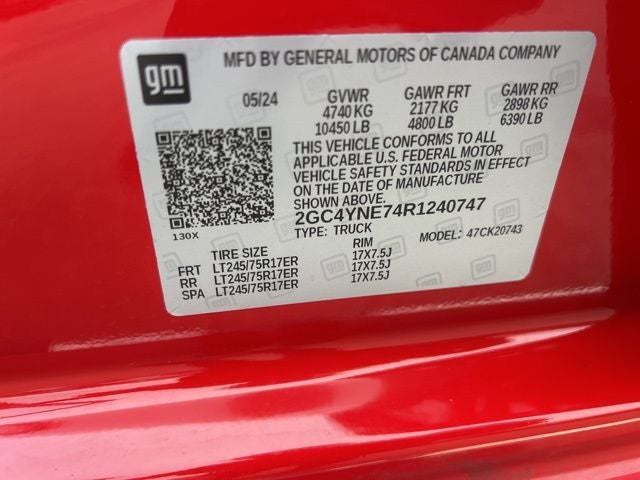 gm
MFD BY GENERAL MOTORS OF CANADA COMPANY
05/24
GVWR GAWR FRT GAWR RR
4740 KG 2177 KG 2898 KG
10450 LB 4800 LB 6390 LB
THIS VEHICLE CONFORMS TO ALL
APPLICABLE U.S. FEDERAL MOTOR
VEHICLE SAFETY STANDARDS IN EFFECT
ON THE DATE OF MANUFACTURE
SHOWN ABOVE.
2GC4YNE74R1240747
130X
TYPE: TRUCK MODEL: 47CK20743
TIRE SIZE RIM
FRT LT245/75R17ER 17X7.5J
RR LT245/75R17ER 17X7.5J
SPA LT245/75R17ER 17X7.5J